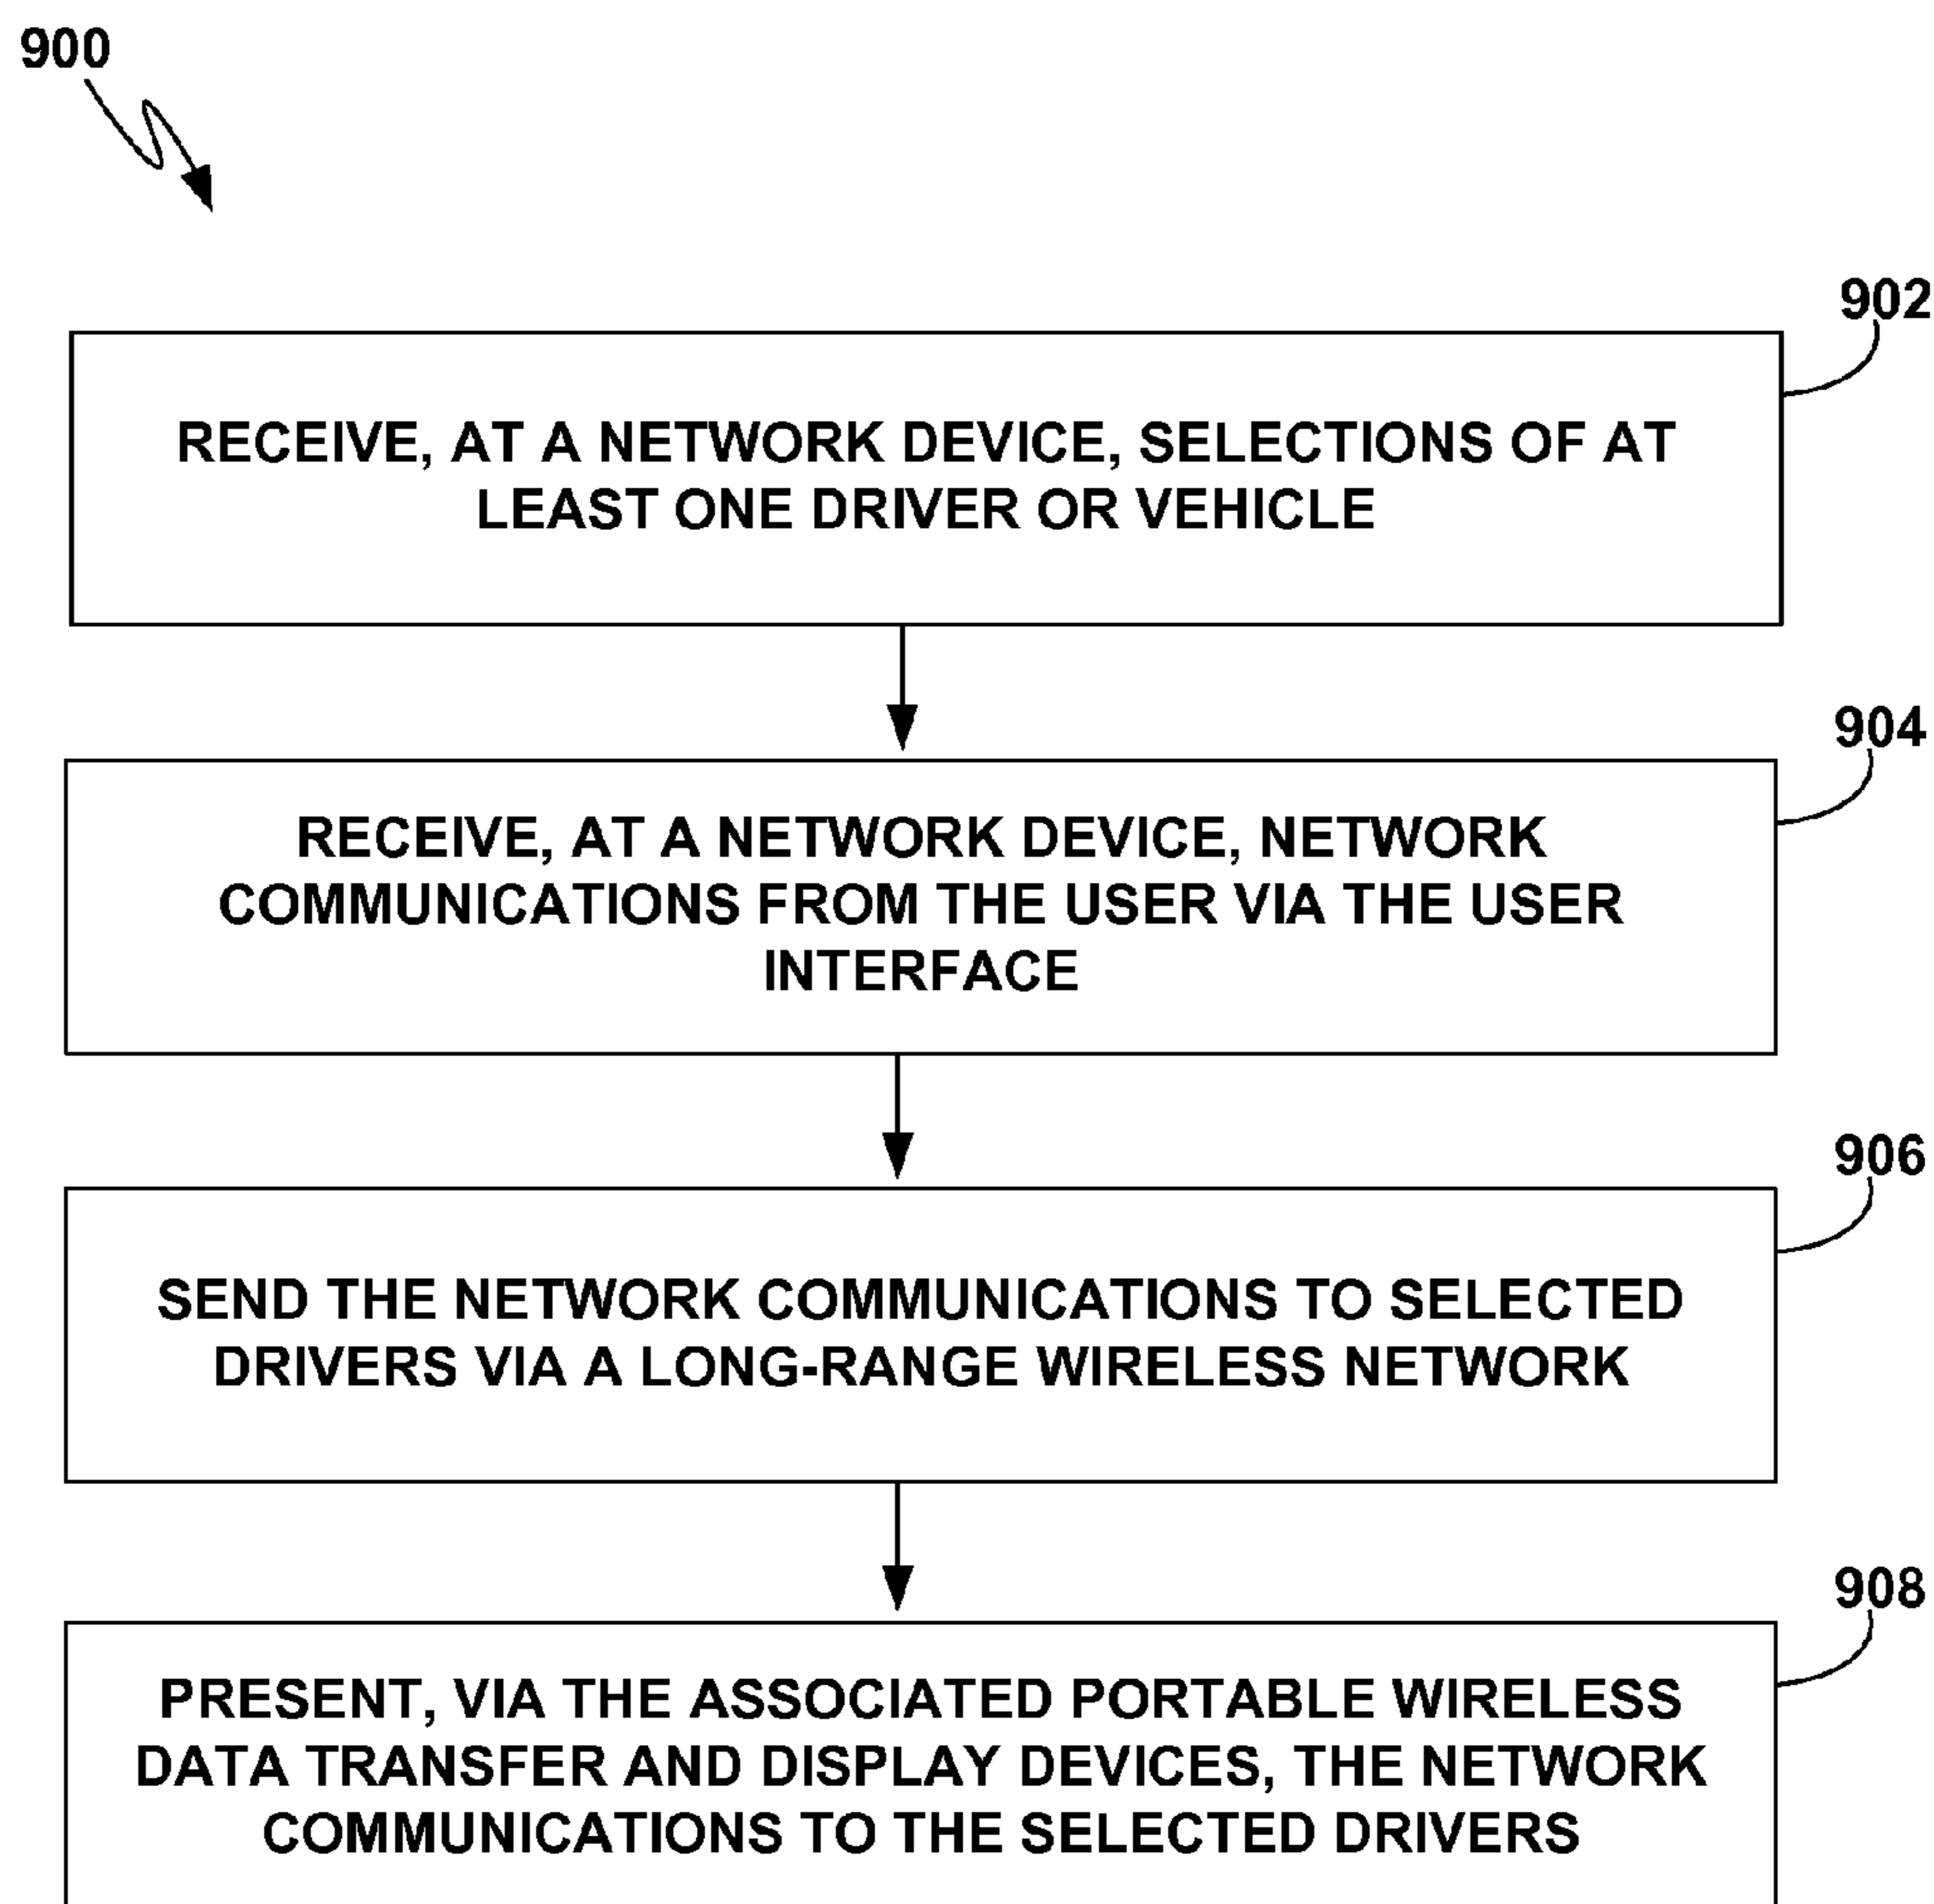 900
902
RECEIVE, AT A NETWORK DEVICE, SELECTIONS OF AT
LEAST ONE DRIVER OR VEHICLE
904
RECEIVE, AT A NETWORK DEVICE, NETWORK
COMMUNICATIONS FROM THE USER VIA THE USER
INTERFACE
906
SEND THE NETWORK COMMUNICATIONS TO SELECTED
DRIVERS VIA A LONG-RANGE WIRELESS NETWORK
908
PRESENT, VIA THE ASSOCIATED PORTABLE WIRELESS
DATA TRANSFER AND DISPLAY DEVICES, THE NETWORK
COMMUNICATIONS TO THE SELECTED DRIVERS